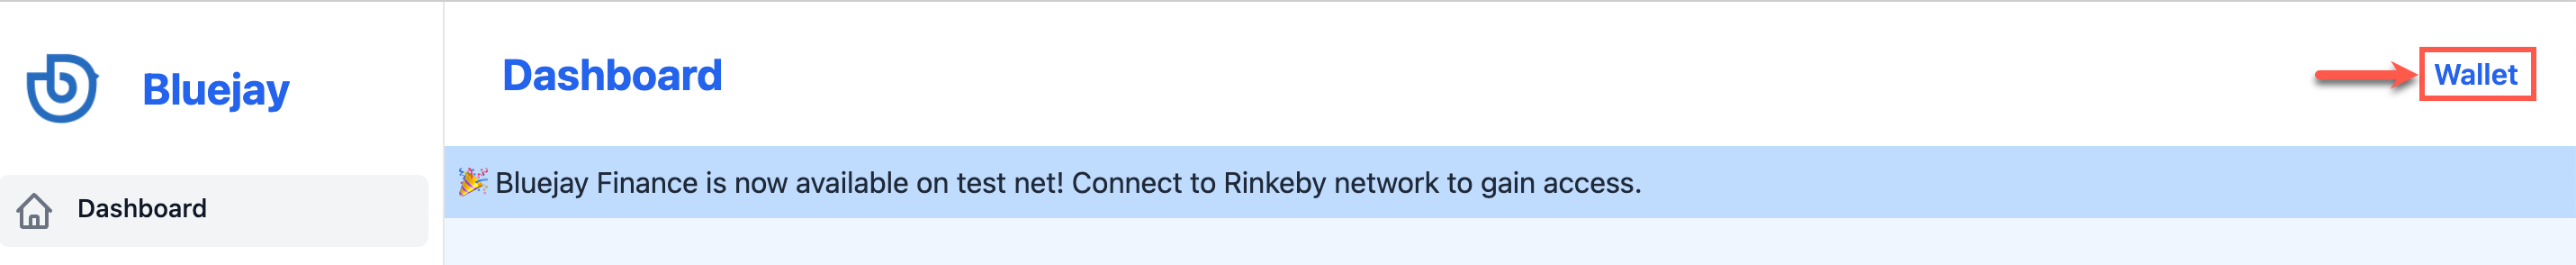 Bluejay
Dashboard
Dashboard
Wallet
🎉 Bluejay Finance is now available on test net! Connect to Rinkeby network to gain access.